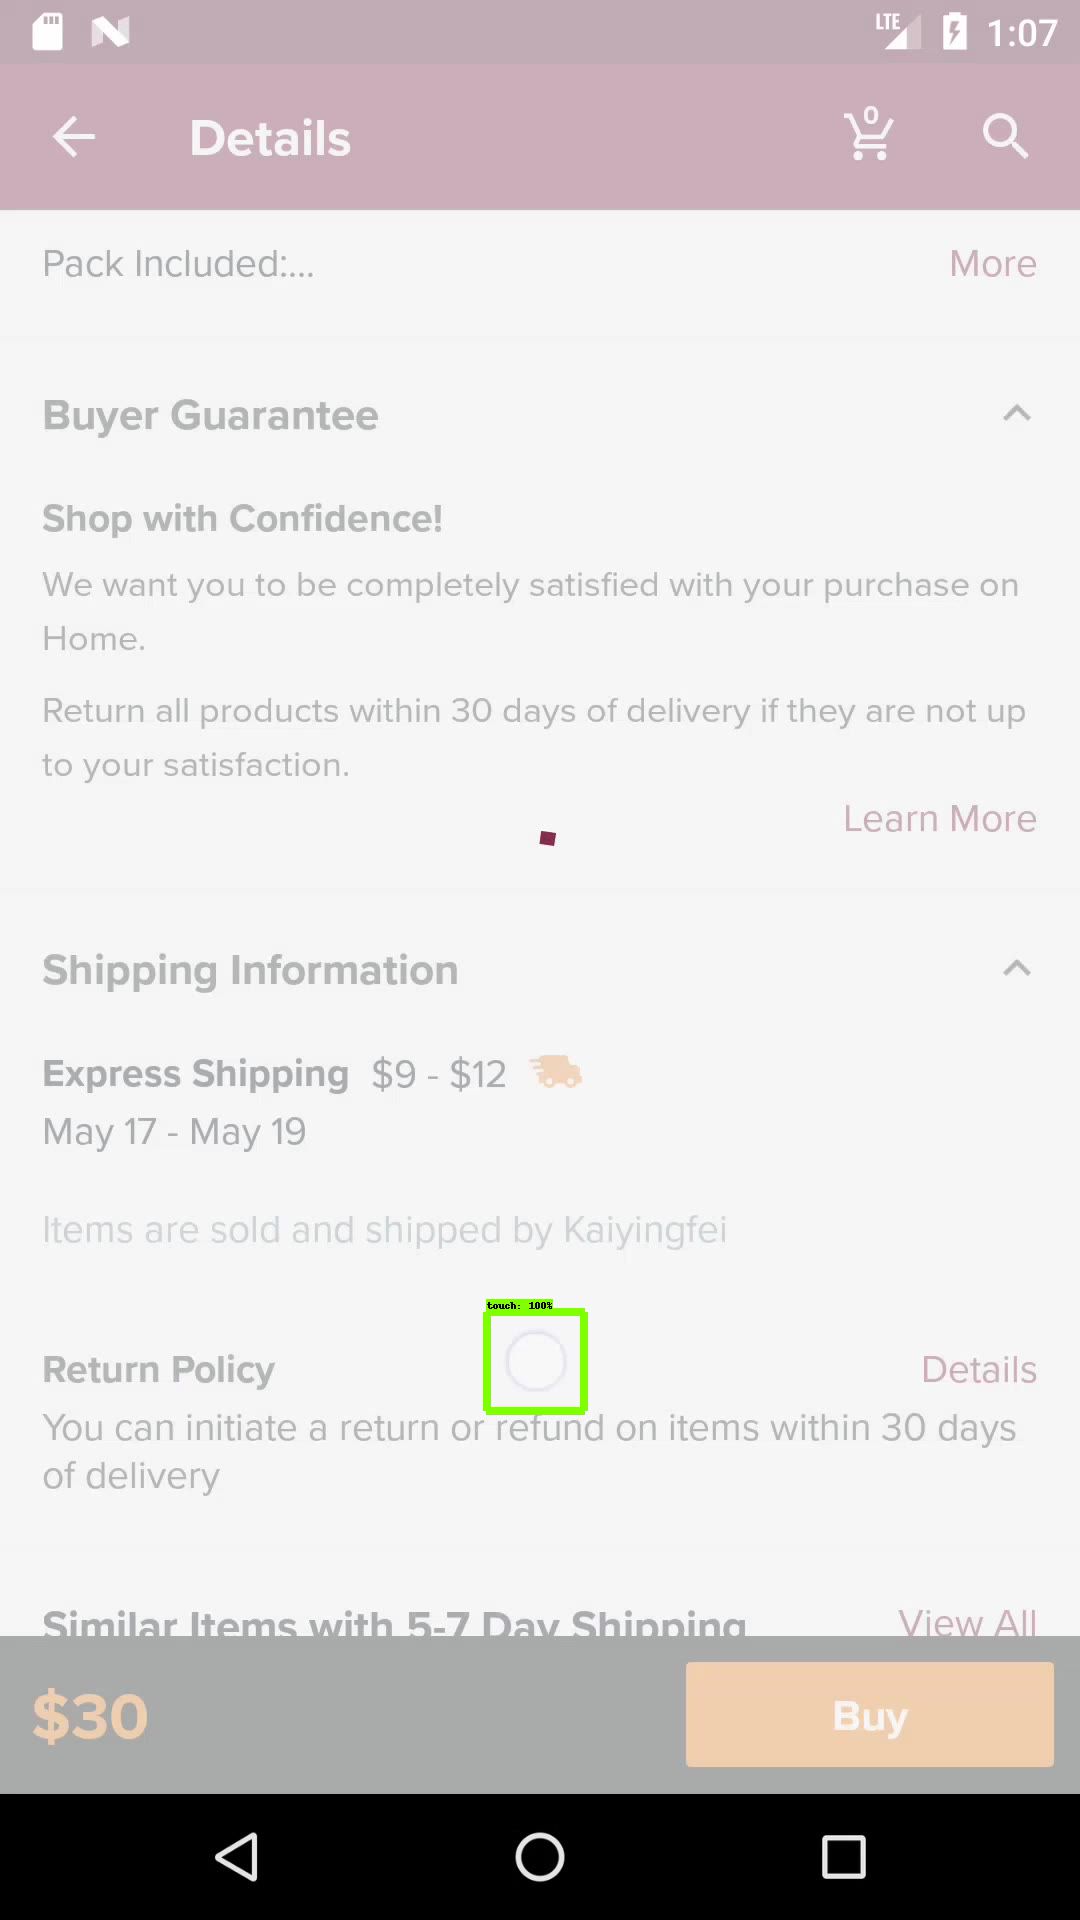 LTE 1:07
Details 0
Pack Included:... More
Buyer Guarantee
Shop with Confidence!
We want you to be completely satisfied with your purchase on
Home.
Return all products within 30 days of delivery if they are not up
to your satisfaction.
Learn More
Shipping Information
Express Shipping $9 - $12
May 17 - May 19
Items are sold and shipped by Kaiyingfei
touch: 100%
Return Policy Details
You can initiate a return or refund on items within 30 days
of delivery
Similar Items with 5-7 Day Shipping View All
$30 Buy